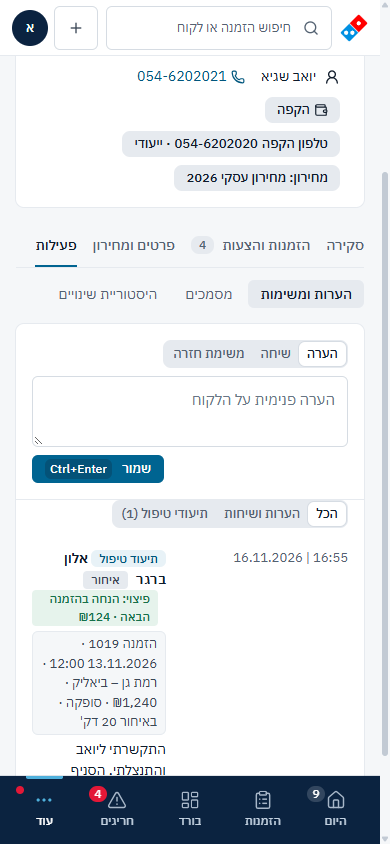 חיפוש הזמנה או לקוח
+
א
יואב שגיא
054-6202021
הקפה
טלפון הקפה 054-6202020 · ייעודי
מחירון: מחירון עסקי 2026
סקירה
הזמנות והצעות 4
פרטים ומחירון
פעילות
הערות ומשימות
מסמכים
היסטוריית שינויים
הערה
שיחה
משימת חזרה
הערה פנימית על הלקוח
שמור Ctrl+Enter
הכל
הערות ושיחות
תיעודי טיפול (1)
16.11.2026 | 16:55
תיעוד טיפול אלון
ברגר איחור
פיצוי: הנחה בהזמנה
הבאה · ₪124
הזמנה 1019 ·
13.11.2026 12:00 ·
רמת גן – ביאליק ·
₪1,240 · סופקה ·
באיחור 20 דק'
התקשרתי ליואב
והתנצלתי. הסניף
9
היום
הזמנות
בורד
4
חריגים
עוד